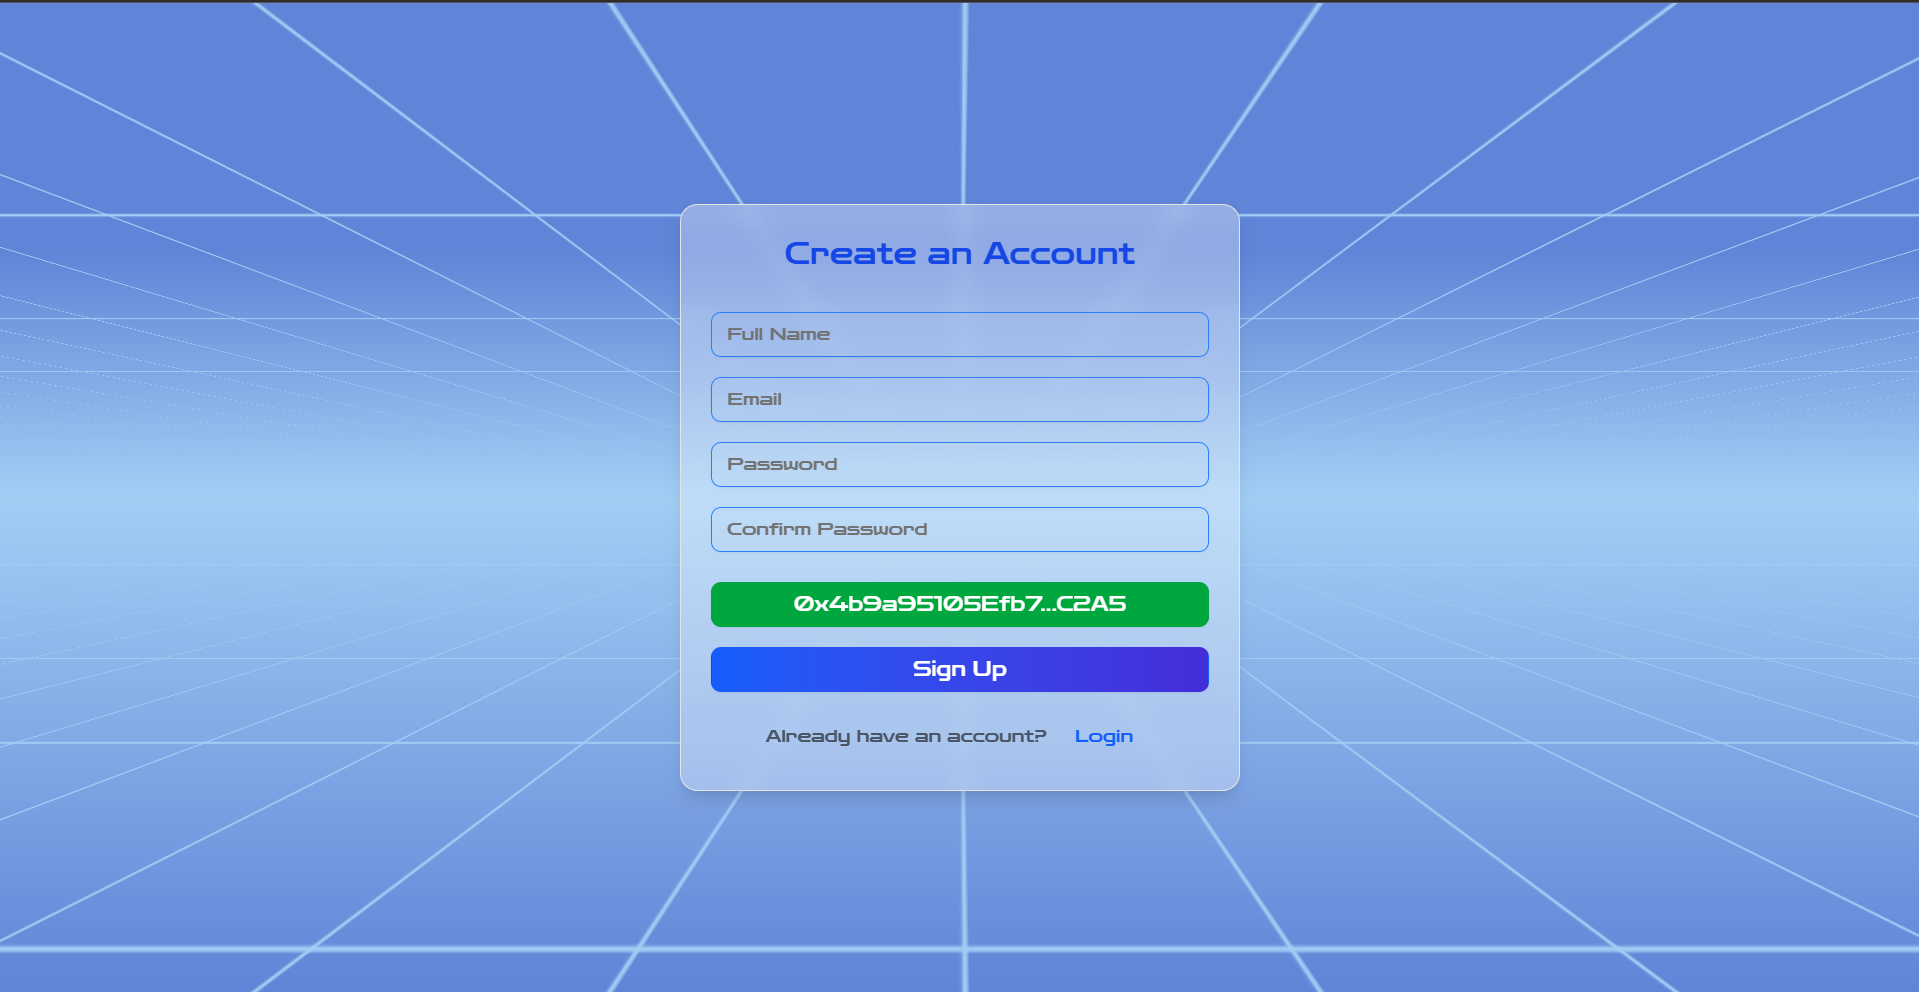 Create an Account
Full Name
Email
Password
Confirm Password
0x4b9a95105Efb7...C2A5
Sign Up
Already have an account? Login